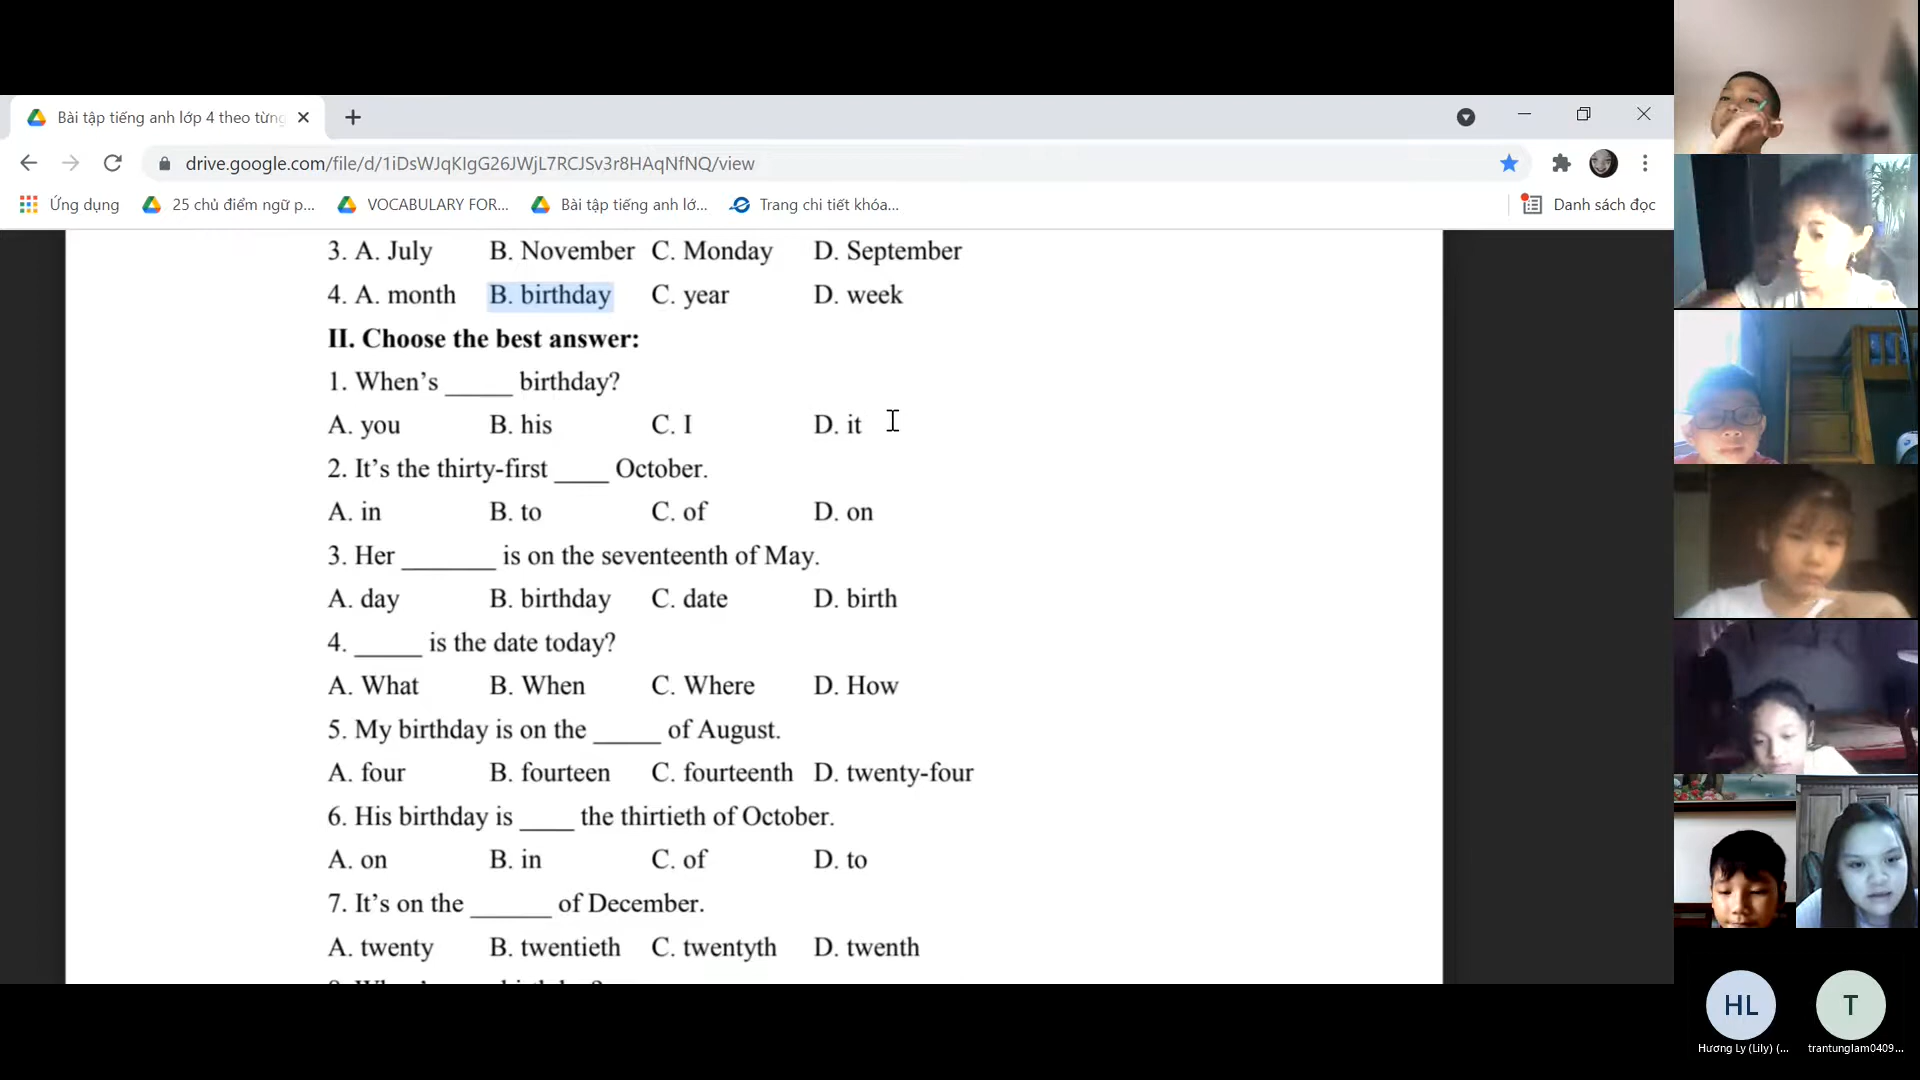 Bài tập tiếng anh lớp 4 theo từng
drive.google.com/file/d/1iDsWJqKIgG26JWjL7RCJSv3r8HAqNfNQ/view
Ứng dụng 25 chủ điểm ngữ p... VOCABULARY FOR... Bài tập tiếng anh lớ... Trang chi tiết khóa... Danh sách đọc
3. A. July B. November C. Monday D. September
4. A. month B. birthday C. year D. week
II. Choose the best answer:
1. When’s _____ birthday?
A. you B. his C. I D. it
2. It’s the thirty-first ____ October.
A. in B. to C. of D. on
3. Her _______ is on the seventeenth of May.
A. day B. birthday C. date D. birth
4. _____ is the date today?
A. What B. When C. Where D. How
5. My birthday is on the _____ of August.
A. four B. fourteen C. fourteenth D. twenty-four
6. His birthday is ____ the thirtieth of October.
A. on B. in C. of D. to
7. It’s on the ______ of December.
A. twenty B. twentieth C. twentyth D. twenth
HL T
Hương Ly (Lily) (... trantunglam0409...